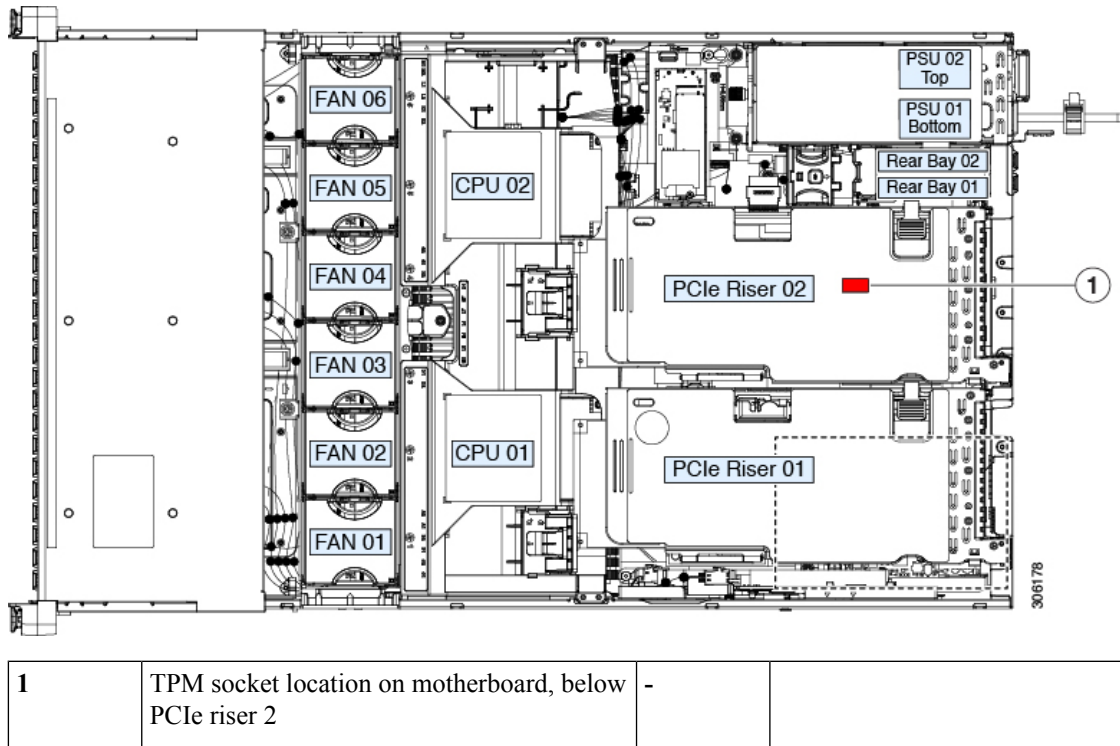 PSU 02
Top
FAN 06
PSU 01
Bottom
Rear Bay 02
FAN 05
CPU 02
Rear Bay 01
FAN 04
PCIe Riser 02
1
FAN 03
FAN 02
CPU 01
PCIe Riser 01
FAN 01
306178
1 TPM socket location on motherboard, below -
PCIe riser 2